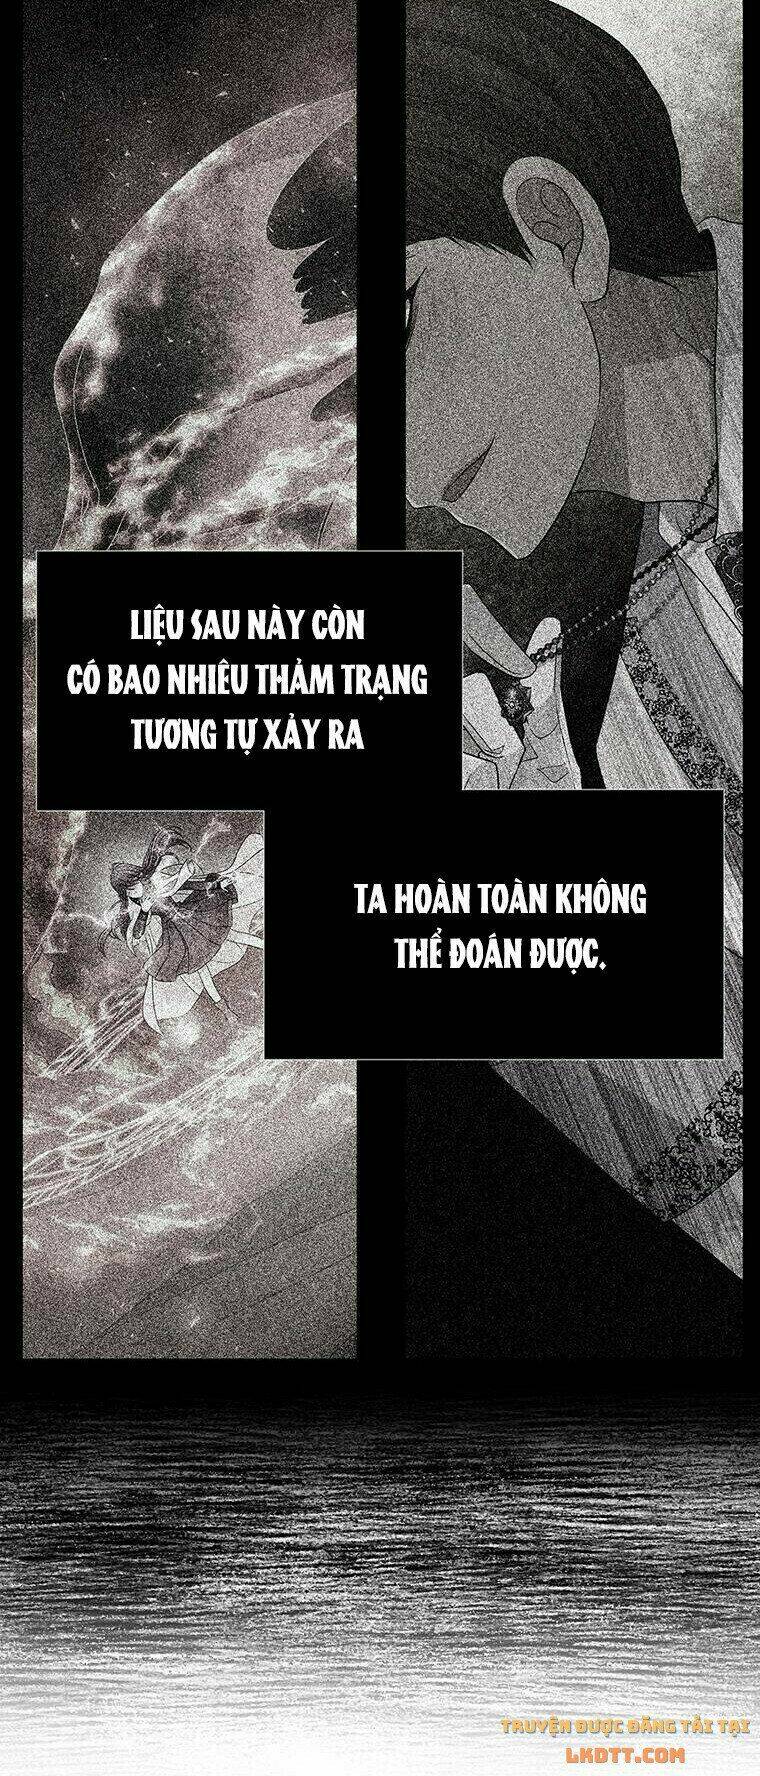 LIỆU SAU NÀY CÒN
CÓ BAO NHIÊU THẢM TRẠNG
TƯƠNG TỰ XẢY RA
TA HOÀN TOÀN KHÔNG
THỂ ĐOÁN ĐƯỢC.
TRUYỆN ĐƯỢC ĐĂNG TẢI TẠI
LKDTT.COM